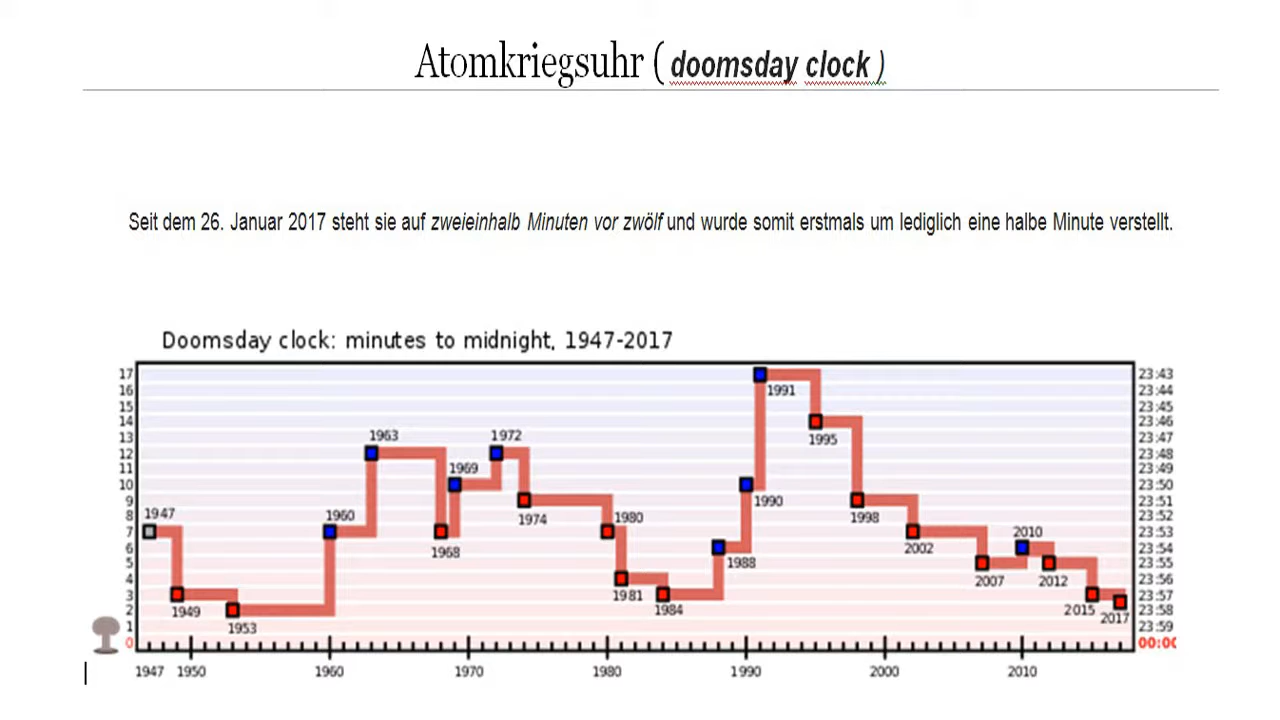 Atomkriegsuhr ( doomsday clock )
Seit dem 26. Januar 2017 steht sie auf zweieinhalb Minuten vor zwölf und wurde somit erstmals um lediglich eine halbe Minute verstellt.
Doomsday clock: minutes to midnight, 1947-2017
17 23:43
16 1991 23:44
15 23:45
14 23:46
13 1963 1972 1995 23:47
12 23:48
11 1969 23:49
10 23:50
9 1990 23:51
8 1947 1960 1974 1980 1998 23:52
7 2010 23:53
6 1968 2002 23:54
5 1988 23:55
4 2007 2012 23:56
3 1981 1984 23:57
2 1949 2015 2017 23:58
1 1953 23:59
0 00:00
1947 1950 1960 1970 1980 1990 2000 2010